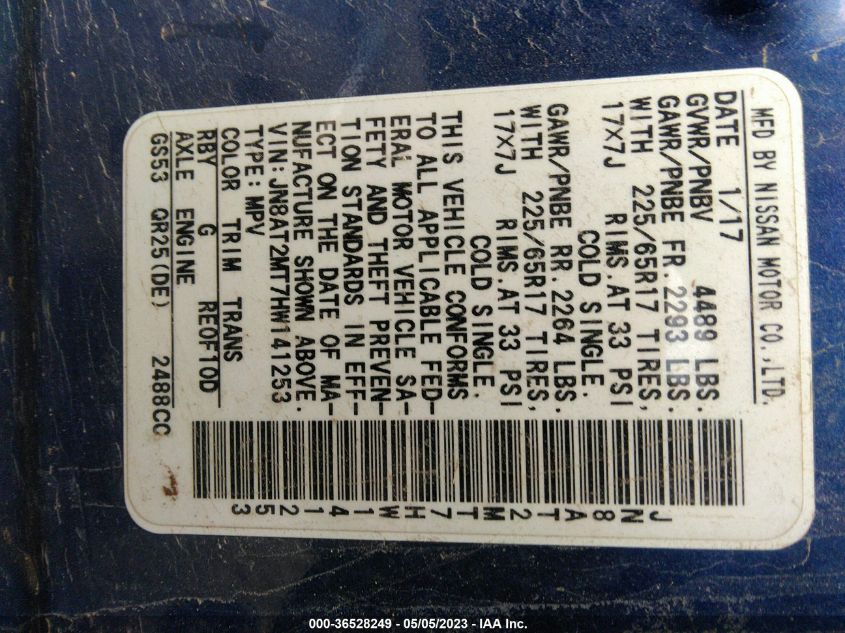 MFD BY NISSAN MOTOR CO.,LTD.
DATE 1/17
GVWR/PNBV 4489 LBS.
GAWR/PNBE FR. 2293 LBS.
WITH 225/65R17 TIRES,
17X7J RIMS.AT 33 PSI
COLD SINGLE.
GAWR/PNBE RR. 2264 LBS.
WITH 225/65R17 TIRES,
17X7J RIMS.AT 33 PSI
COLD SINGLE.
THIS VEHICLE CONFORMS
TO ALL APPLICABLE FED-
ERAL MOTOR VEHICLE SA-
FETY AND THEFT PREVEN-
TION STANDARDS IN EFF-
ECT ON THE DATE OF MA-
NUFACTURE SHOWN ABOVE.
VIN:JN8AT2MT7HW141253
TYPE:MPV
COLOR TRIM TRANS
RBY G RE0F10D
AXLE ENGINE
GS53 QR25(DE) 2488CC
JN8AT2MT7HW141253
000-36528249 - 05/05/2023 - IAA Inc.